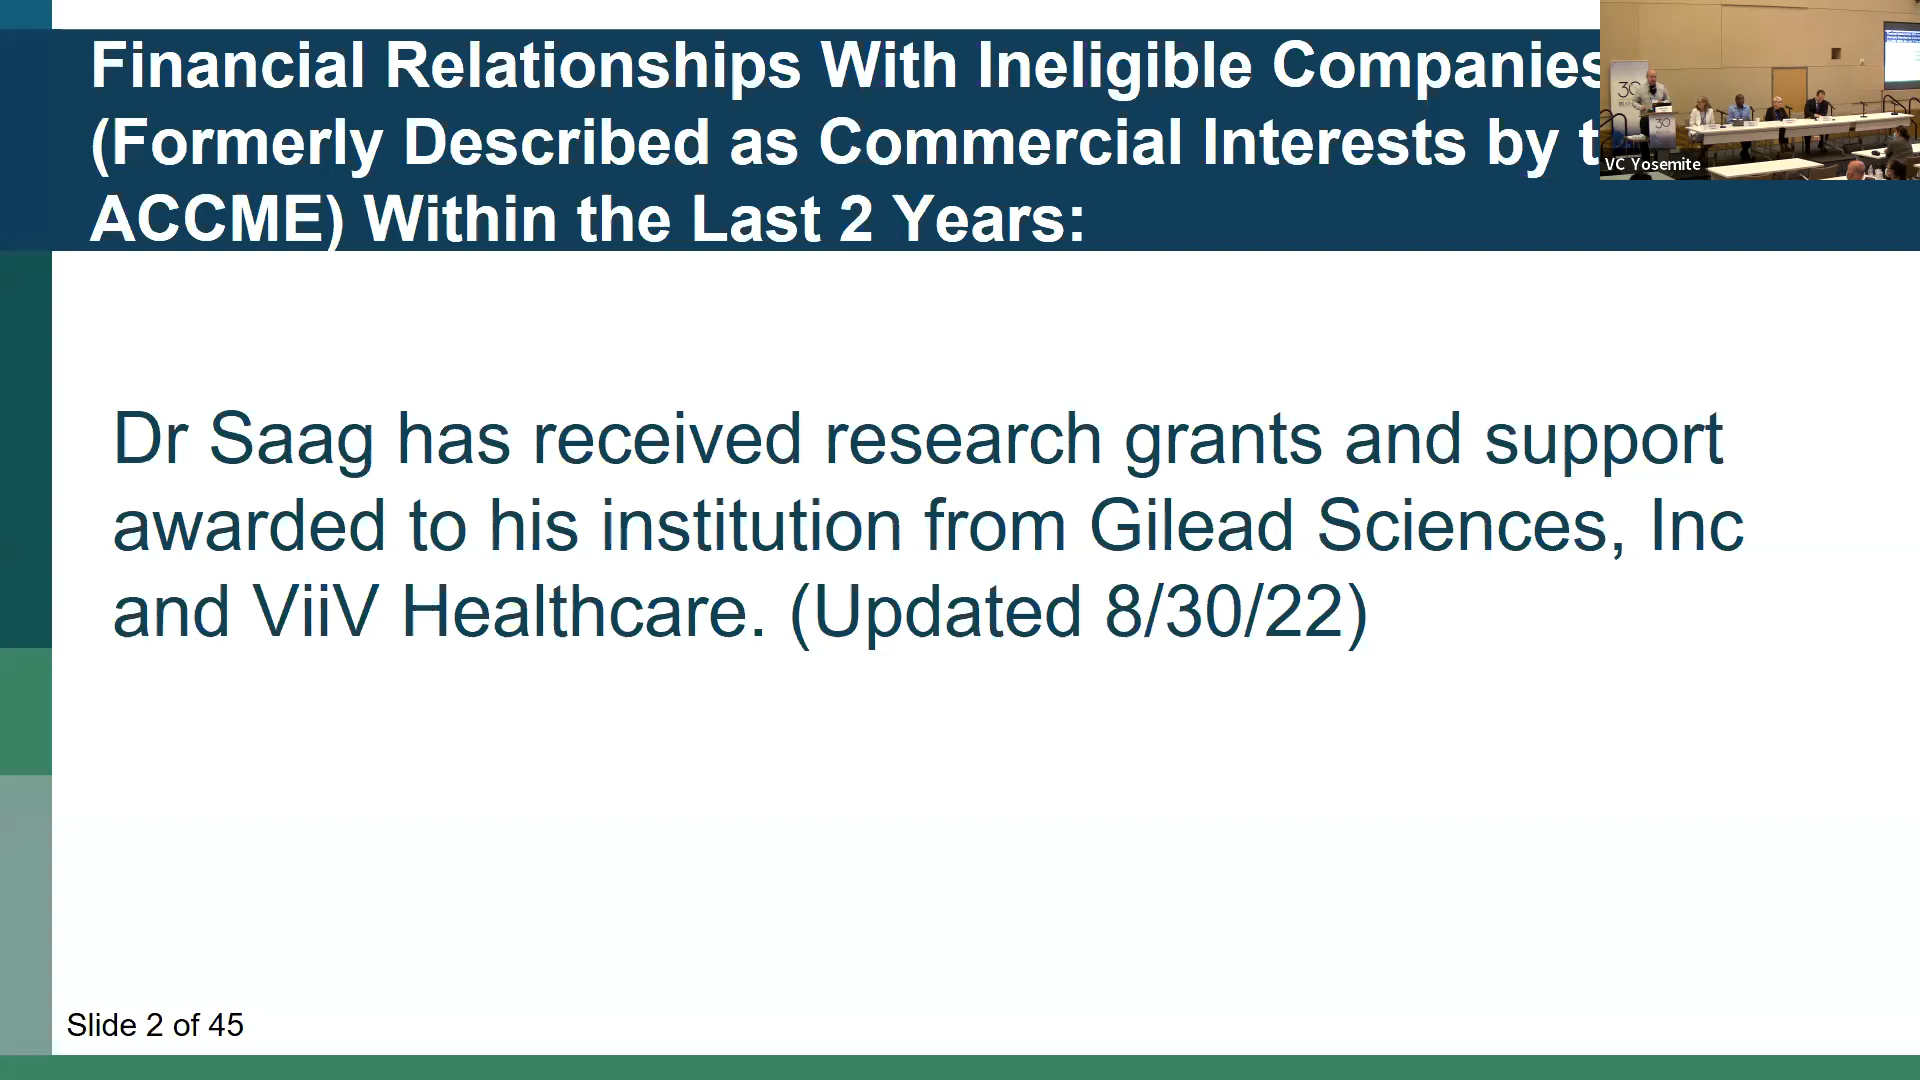 Financial Relationships With Ineligible Companies
(Formerly Described as Commercial Interests by t
ACCME) Within the Last 2 Years:
30
30
VC Yosemite
Dr Saag has received research grants and support
awarded to his institution from Gilead Sciences, Inc
and ViiV Healthcare. (Updated 8/30/22)
Slide 2 of 45